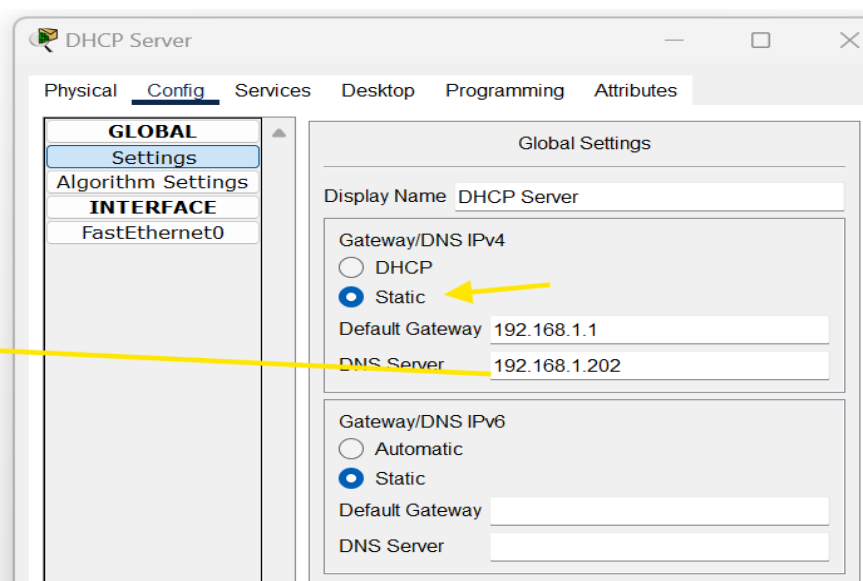 DHCP Server
Physical Config Services Desktop Programming Attributes
GLOBAL
Settings
Algorithm Settings
INTERFACE
FastEthernet0
Global Settings
Display Name DHCP Server
Gateway/DNS IPv4
DHCP
Static
Default Gateway 192.168.1.1
DNS Server 192.168.1.202
Gateway/DNS IPv6
Automatic
Static
Default Gateway
DNS Server